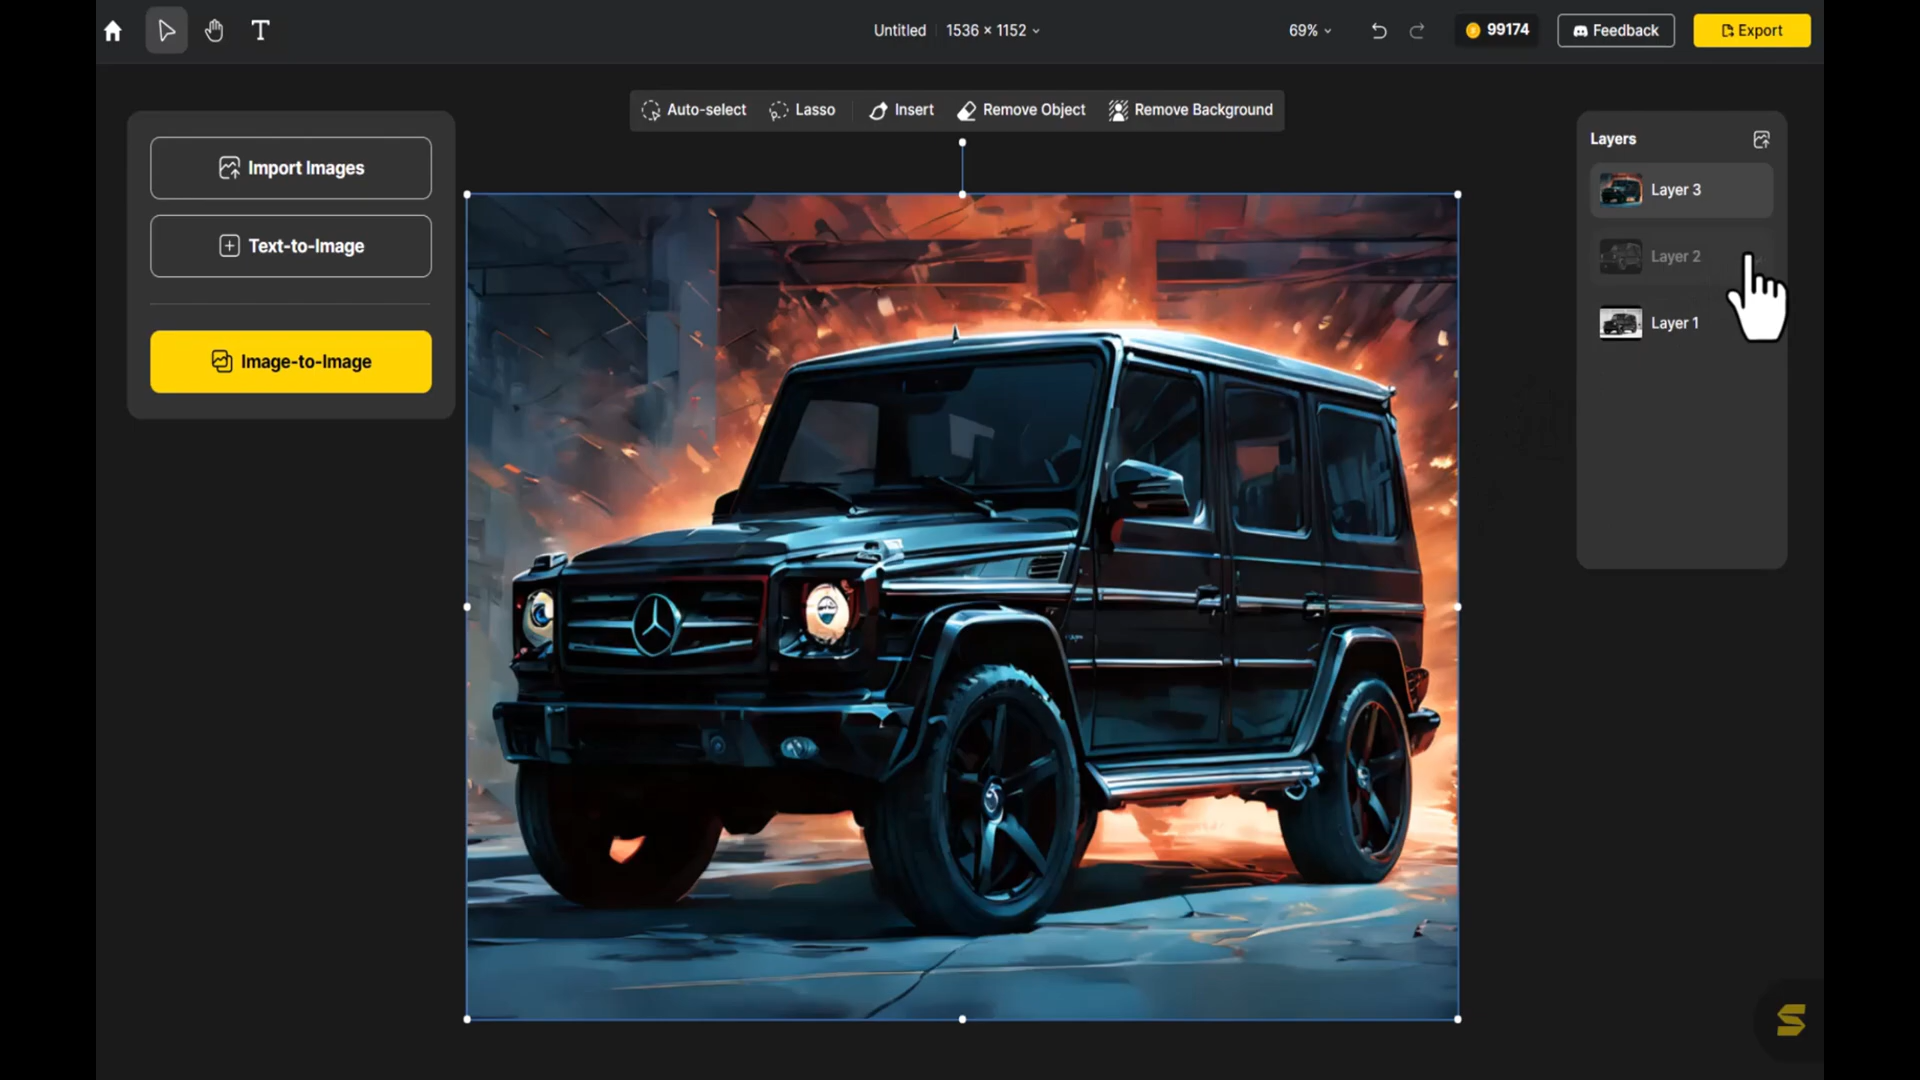 T Untitled 1536 × 1152 69% 99174 Feedback Export
Auto-select Lasso Insert Remove Object Remove Background
Import Images
Text-to-Image
Image-to-Image
Layers
Layer 3
Layer 2
Layer 1